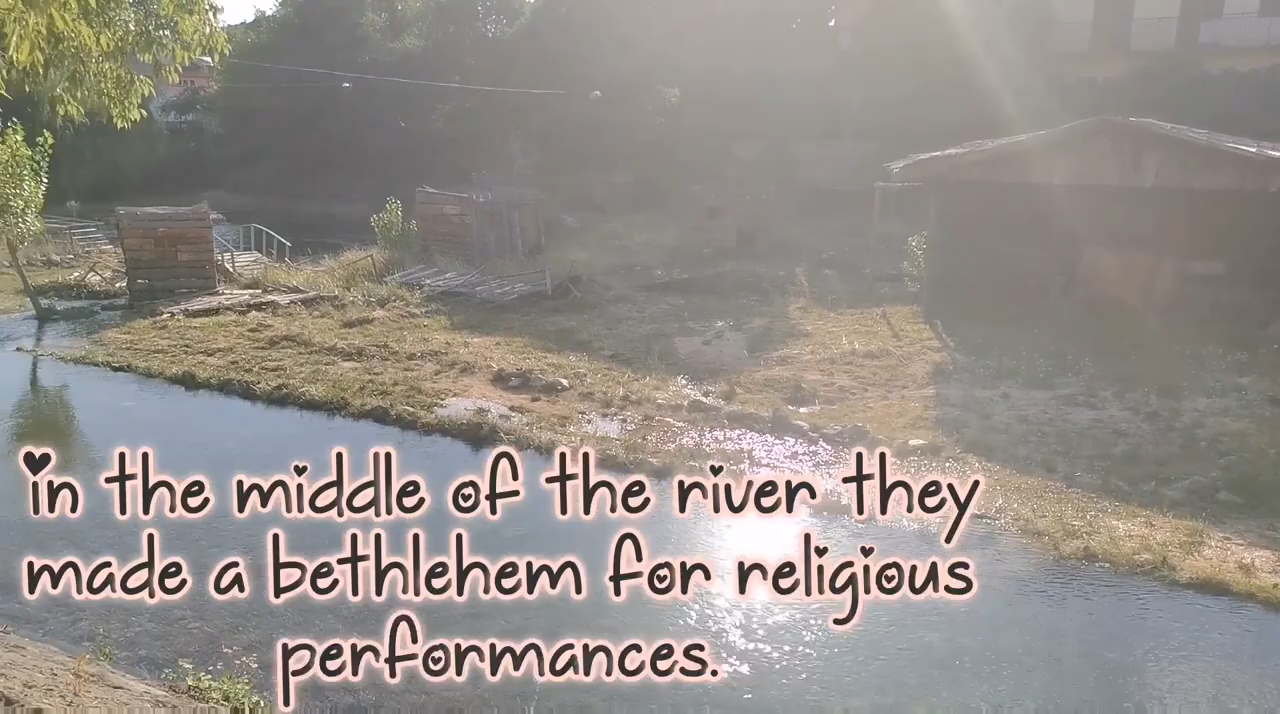 in the middle of the river they
made a bethlehem for religious
performances.